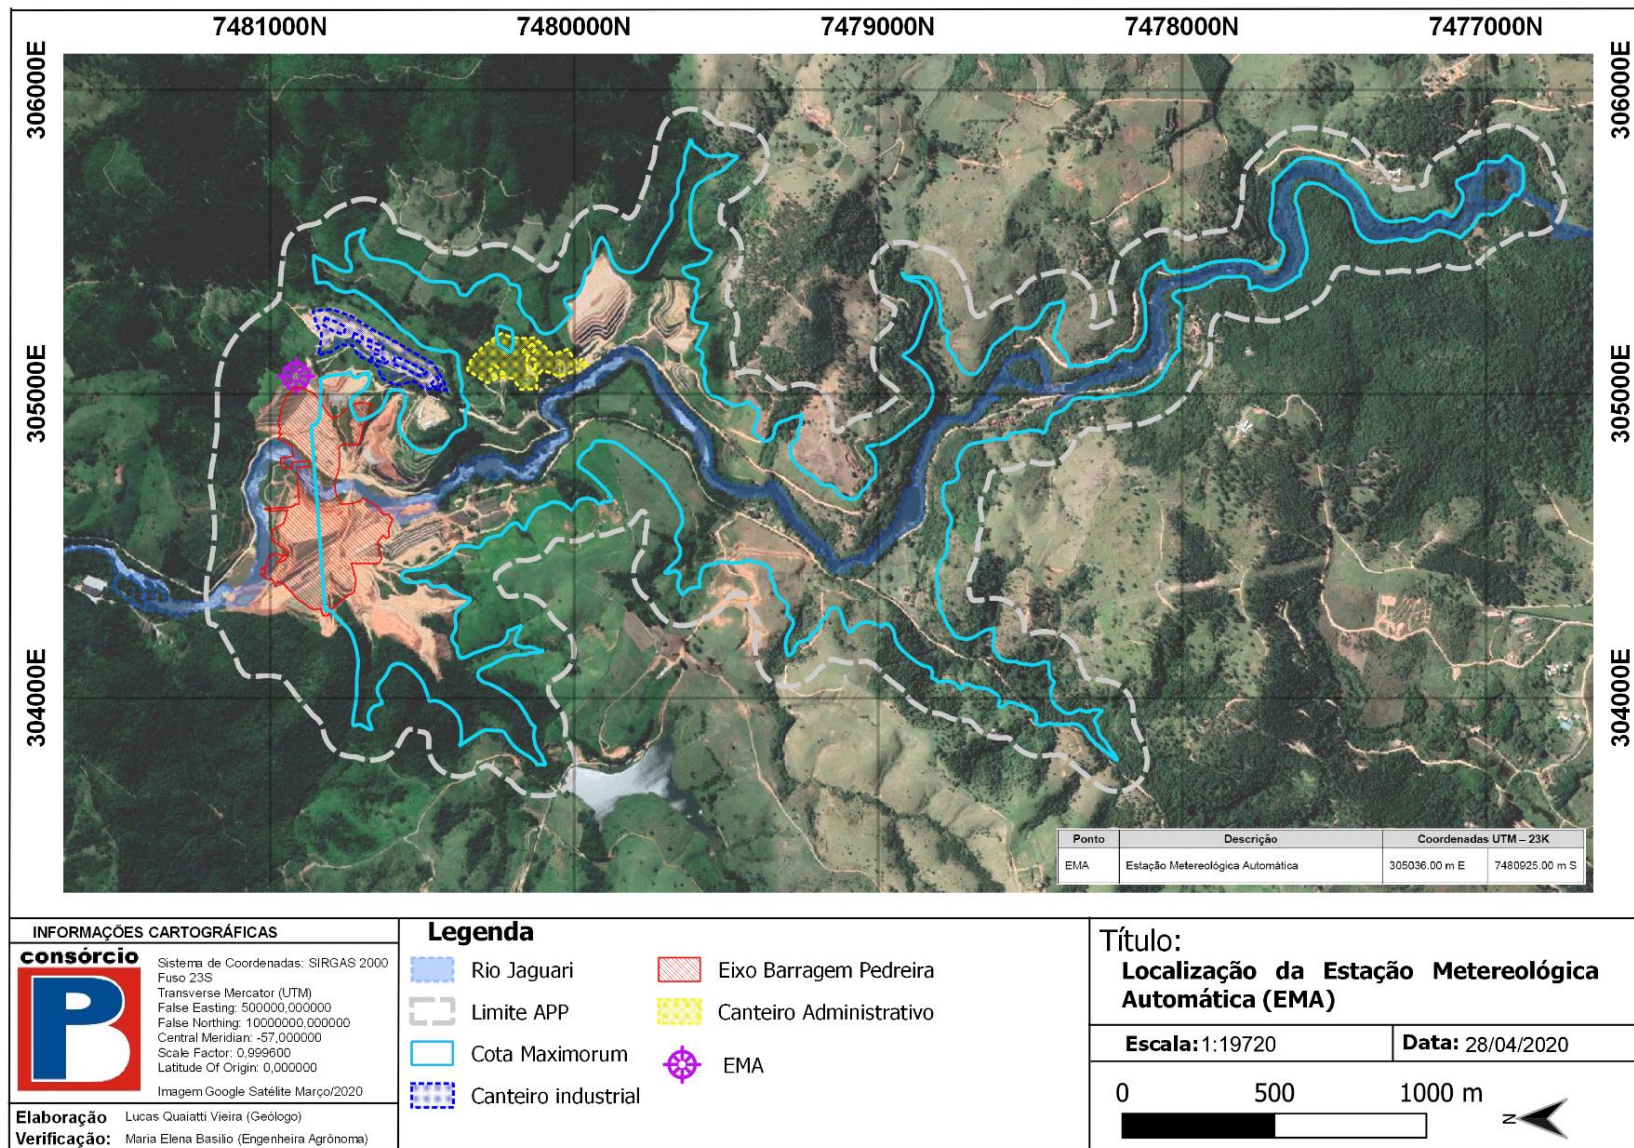 7481000N 7480000N 7479000N 7478000N 7477000N
306000E 306000E
305000E 305000E
304000E 304000E
Ponto Descrição Coordenadas UTM – 23K
EMA Estação Metereológica Automática 305036.00 m E 7480925.00 m S
INFORMAÇÕES CARTOGRÁFICAS
consórcio
BP
Sistema de Coordenadas: SIRGAS 2000
Fuso 23S
Transverse Mercator (UTM)
False Easting: 500000,000000
False Northing: 10000000,000000
Central Meridian: -57,000000
Scale Factor: 0,999600
Latitude Of Origin: 0,000000
Imagem Google Satélite Março/2020
Elaboração Lucas Quaiatti Vieira (Geólogo)
Verificação: Maria Elena Basilio (Engenheira Agrônoma)
Legenda
Rio Jaguari
Limite APP
Cota Maximorum
Canteiro industrial
Eixo Barragem Pedreira
Canteiro Administrativo
EMA
Título:
Localização da Estação Metereológica
Automática (EMA)
Escala: 1:19720 Data: 28/04/2020
0 500 1000 m
N